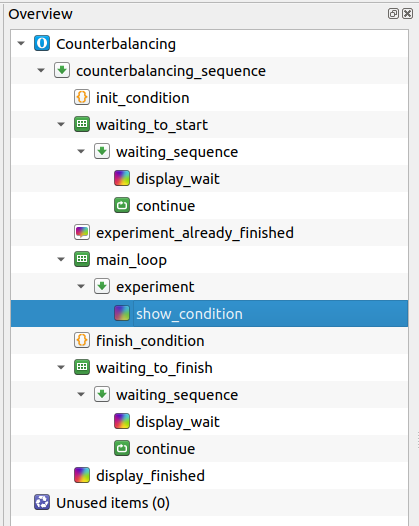 Overview
Counterbalancing
counterbalancing_sequence
init_condition
waiting_to_start
waiting_sequence
display_wait
continue
experiment_already_finished
main_loop
experiment
show_condition
finish_condition
waiting_to_finish
waiting_sequence
display_wait
continue
display_finished
Unused items (0)